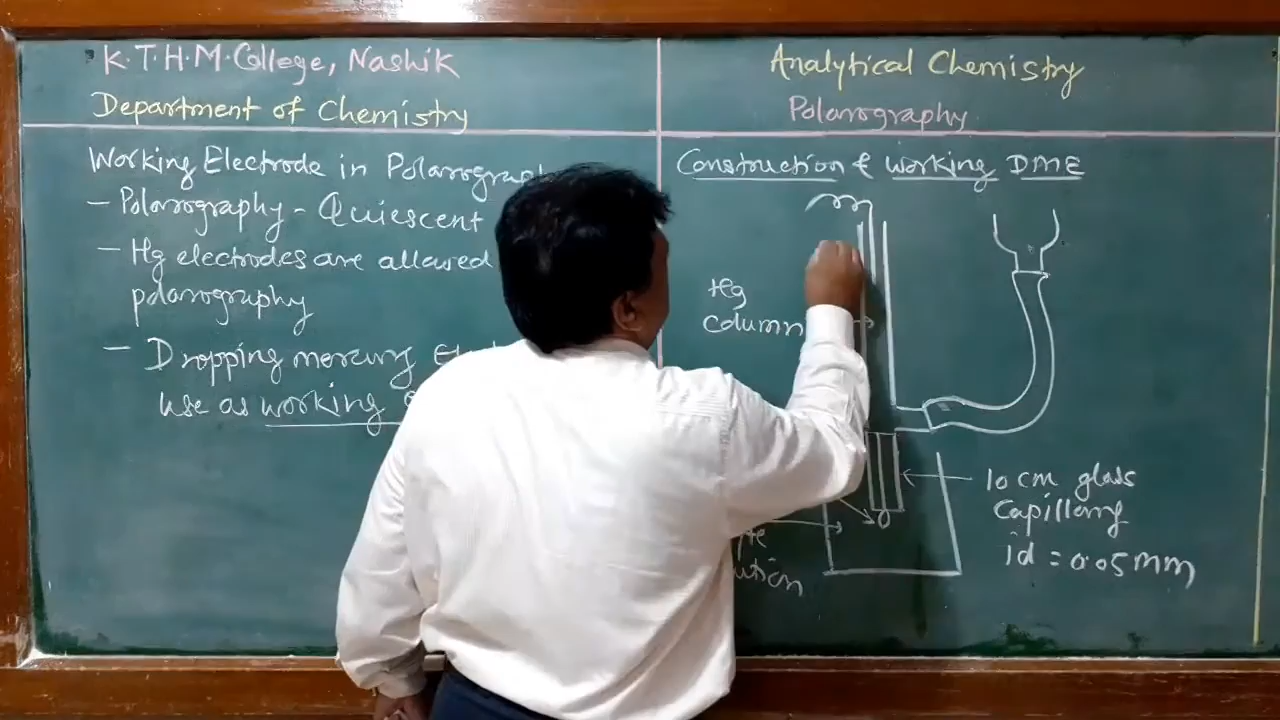 K.T.H.M. College, Nashik
Department of Chemistry
Analytical Chemistry
Polarography
Working Electrode in
- Polarography - Quiescent
- Hg electrodes are allowed
polarography
- Dropping mercury
use as working
Construction & working DME
Hg
column
10 cm glass
Capillary
id = 0.05 mm